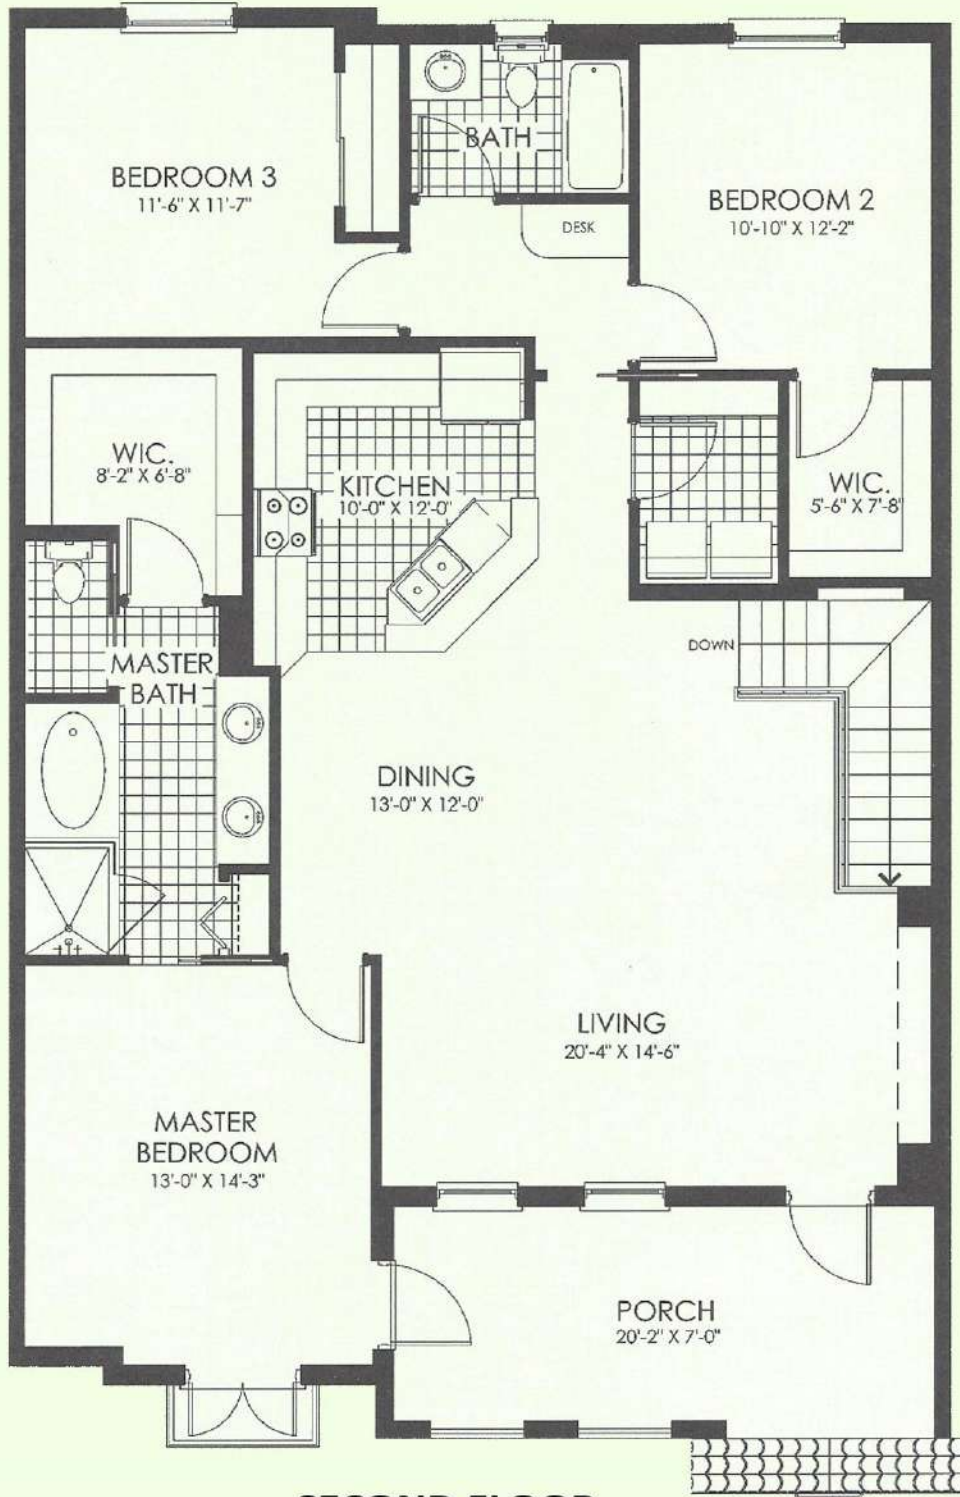 BEDROOM 3
11'-6" X 11'-7"
BATH
DESK
BEDROOM 2
10'-10" X 12'-2"
WIC.
8'-2" X 6'-8"
KITCHEN
10'-0" X 12'-0"
WIC.
5'-6" X 7'-8"
MASTER
BATH
DOWN
DINING
13'-0" X 12'-0"
LIVING
20'-4" X 14'-6"
MASTER
BEDROOM
13'-0" X 14'-3"
PORCH
20'-2" X 7'-0"
SECOND FLOOR